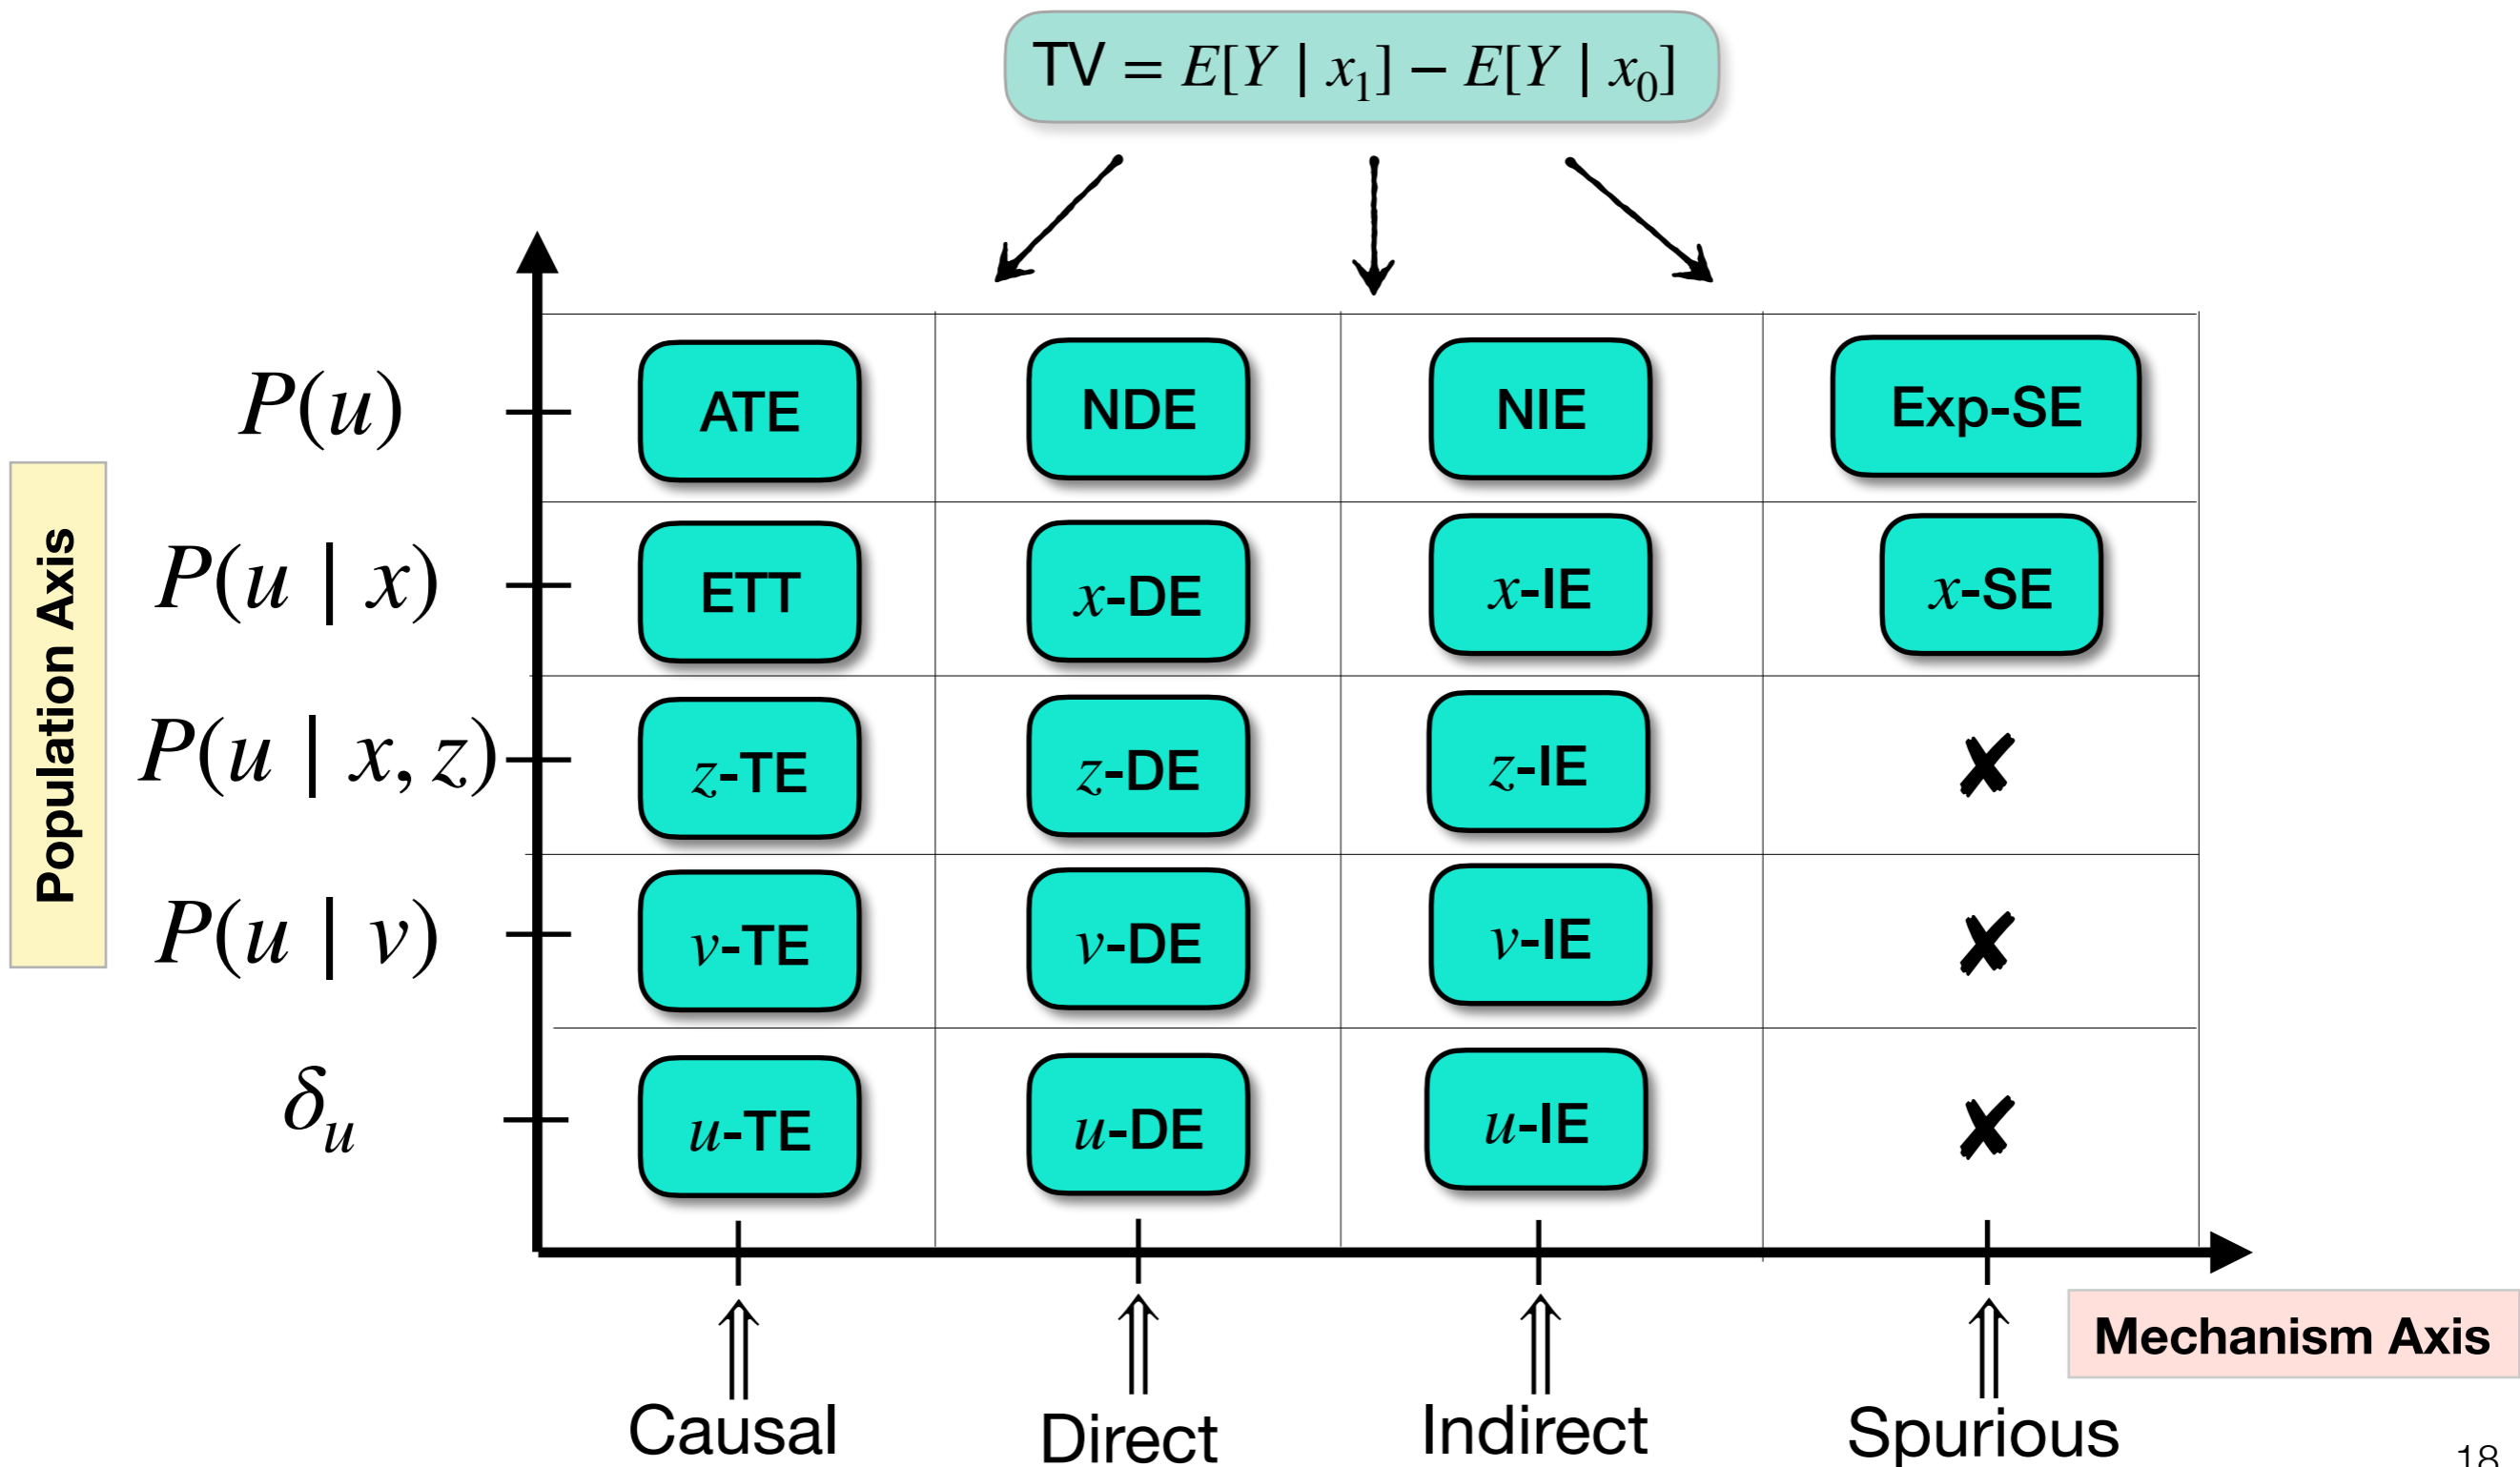 TV = E[Y | x₁] − E[Y | x₀]
Population Axis
P(u) ATE NDE NIE Exp-SE
P(u | x) ETT x-DE x-IE x-SE
P(u | x, z) z-TE z-DE z-IE ✘
P(u | v) v-TE v-DE v-IE ✘
δᵤ u-TE u-DE u-IE ✘
Mechanism Axis
Causal Direct Indirect Spurious
18